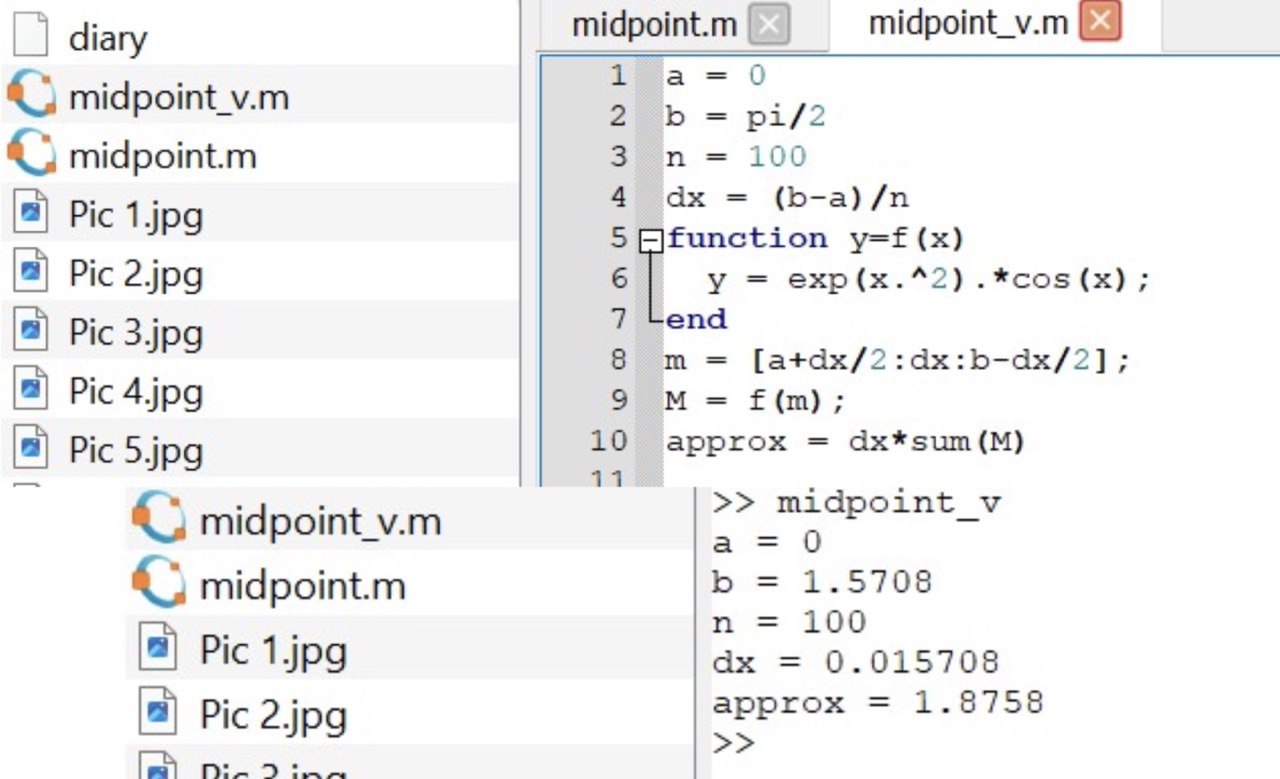 diary
midpoint_v.m
midpoint.m
Pic 1.jpg
Pic 2.jpg
Pic 3.jpg
Pic 4.jpg
Pic 5.jpg
midpoint.m
midpoint_v.m
1 a = 0
2 b = pi/2
3 n = 100
4 dx = (b-a)/n
5 function y=f(x)
6 y = exp(x.^2).*cos(x);
7 end
8 m = [a+dx/2:dx:b-dx/2];
9 M = f(m);
10 approx = dx*sum(M)
11
midpoint_v.m
midpoint.m
Pic 1.jpg
Pic 2.jpg
Pic 3.jpg
>> midpoint_v
a = 0
b = 1.5708
n = 100
dx = 0.015708
approx = 1.8758
>>